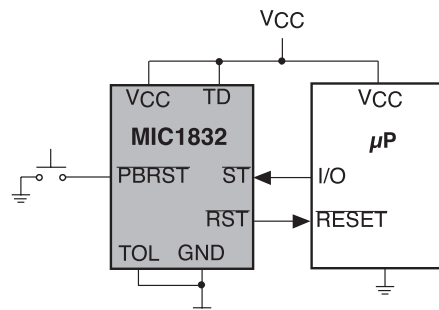 VCC
VCC TD VCC
MIC1832 µP
PBRST ST I/O
RST RESET
TOL GND